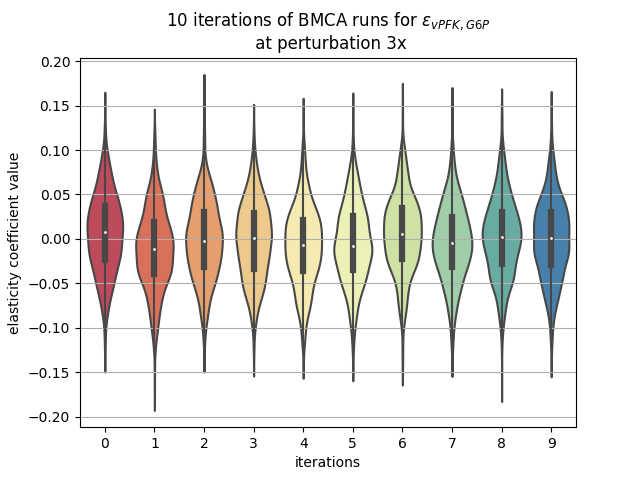 10 iterations of BMCA runs for ε_{vPFK, G6P}
at perturbation 3x
elasticity coefficient value
0.20
0.15
0.10
0.05
0.00
−0.05
−0.10
−0.15
−0.20
0 1 2 3 4 5 6 7 8 9
iterations